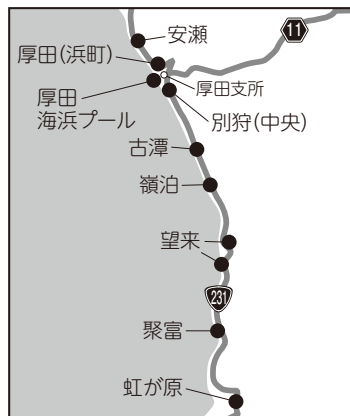 安瀬
11
厚田(浜町)
厚田支所
厚田
海浜プール
別狩(中央)
古潭
嶺泊
望来
231
聚富
虹が原